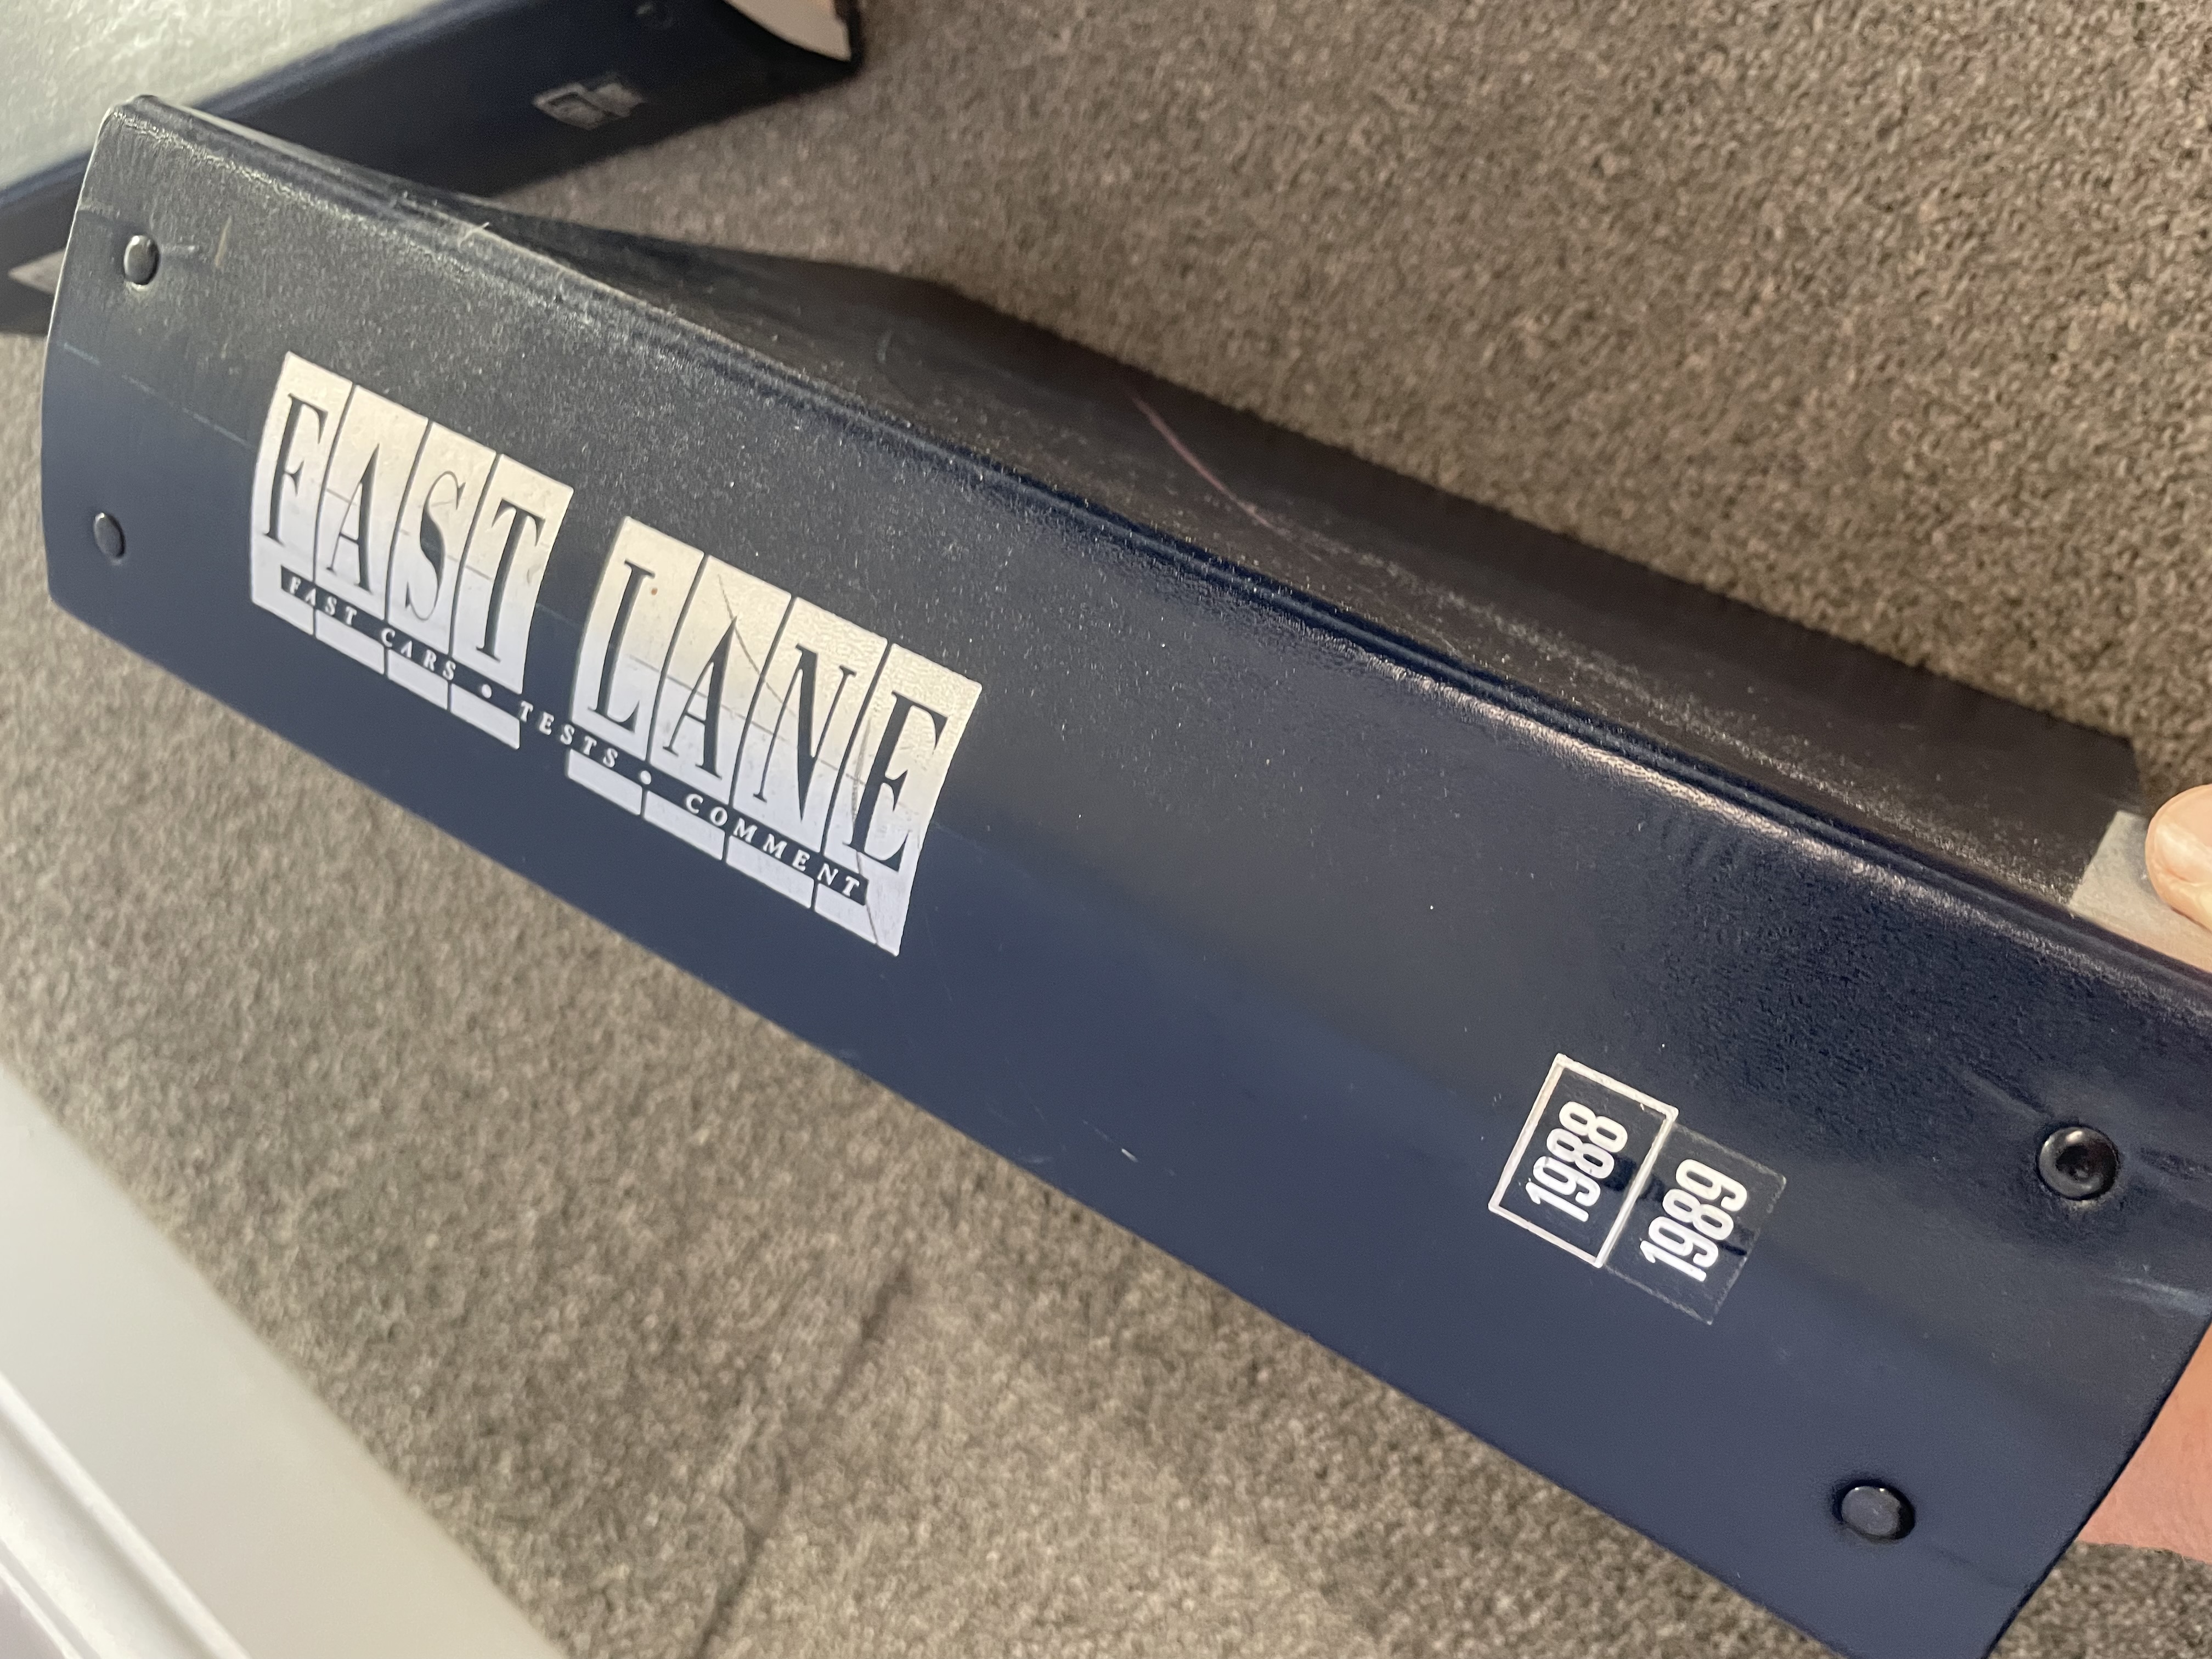 FAST LANE
FAST CARS • TESTS • COMMENT
1988
1989